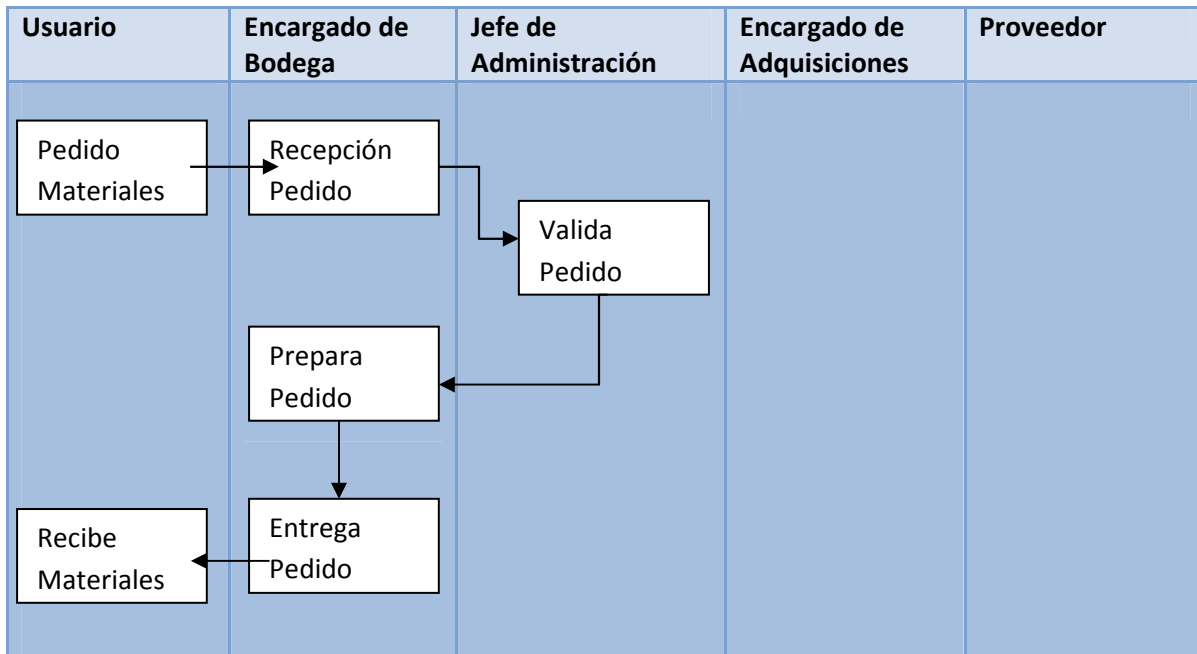 Usuario
Encargado de
Bodega
Jefe de
Administración
Encargado de
Adquisiciones
Proveedor
Pedido
Materiales
Recepción
Pedido
Valida
Pedido
Prepara
Pedido
Entrega
Pedido
Recibe
Materiales